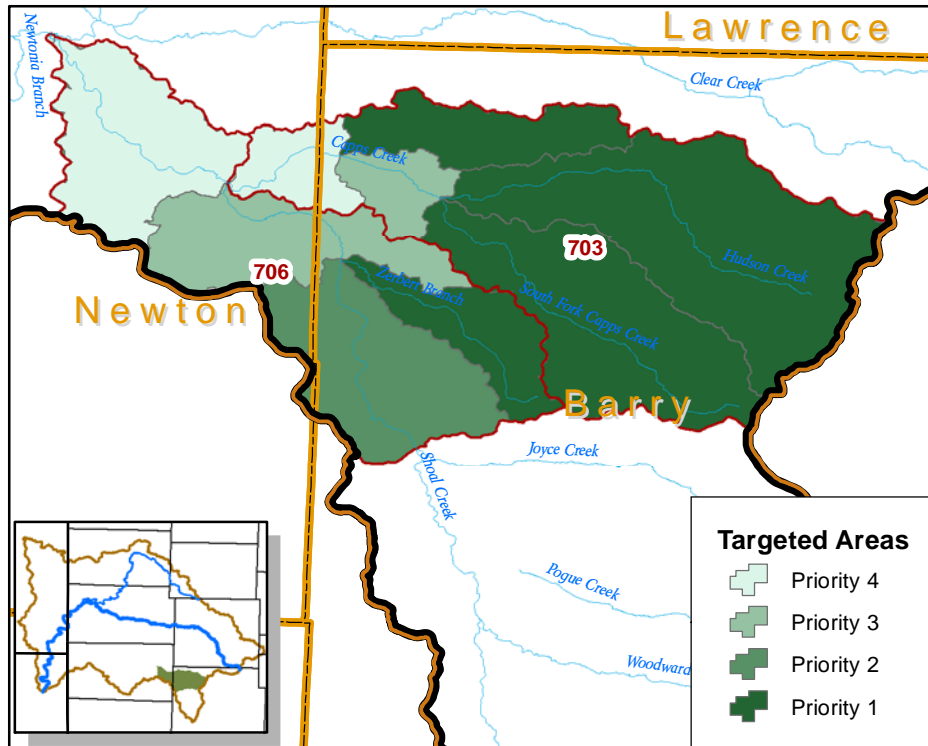 Lawrence
Newtonia Branch
Clear Creek
Capps Creek
703
Hudson Creek
706
Zerbert Branch
South Fork Capps Creek
Newton
Barry
Joyce Creek
Shoal Creek
Pogue Creek
Woodward
Targeted Areas
Priority 4
Priority 3
Priority 2
Priority 1